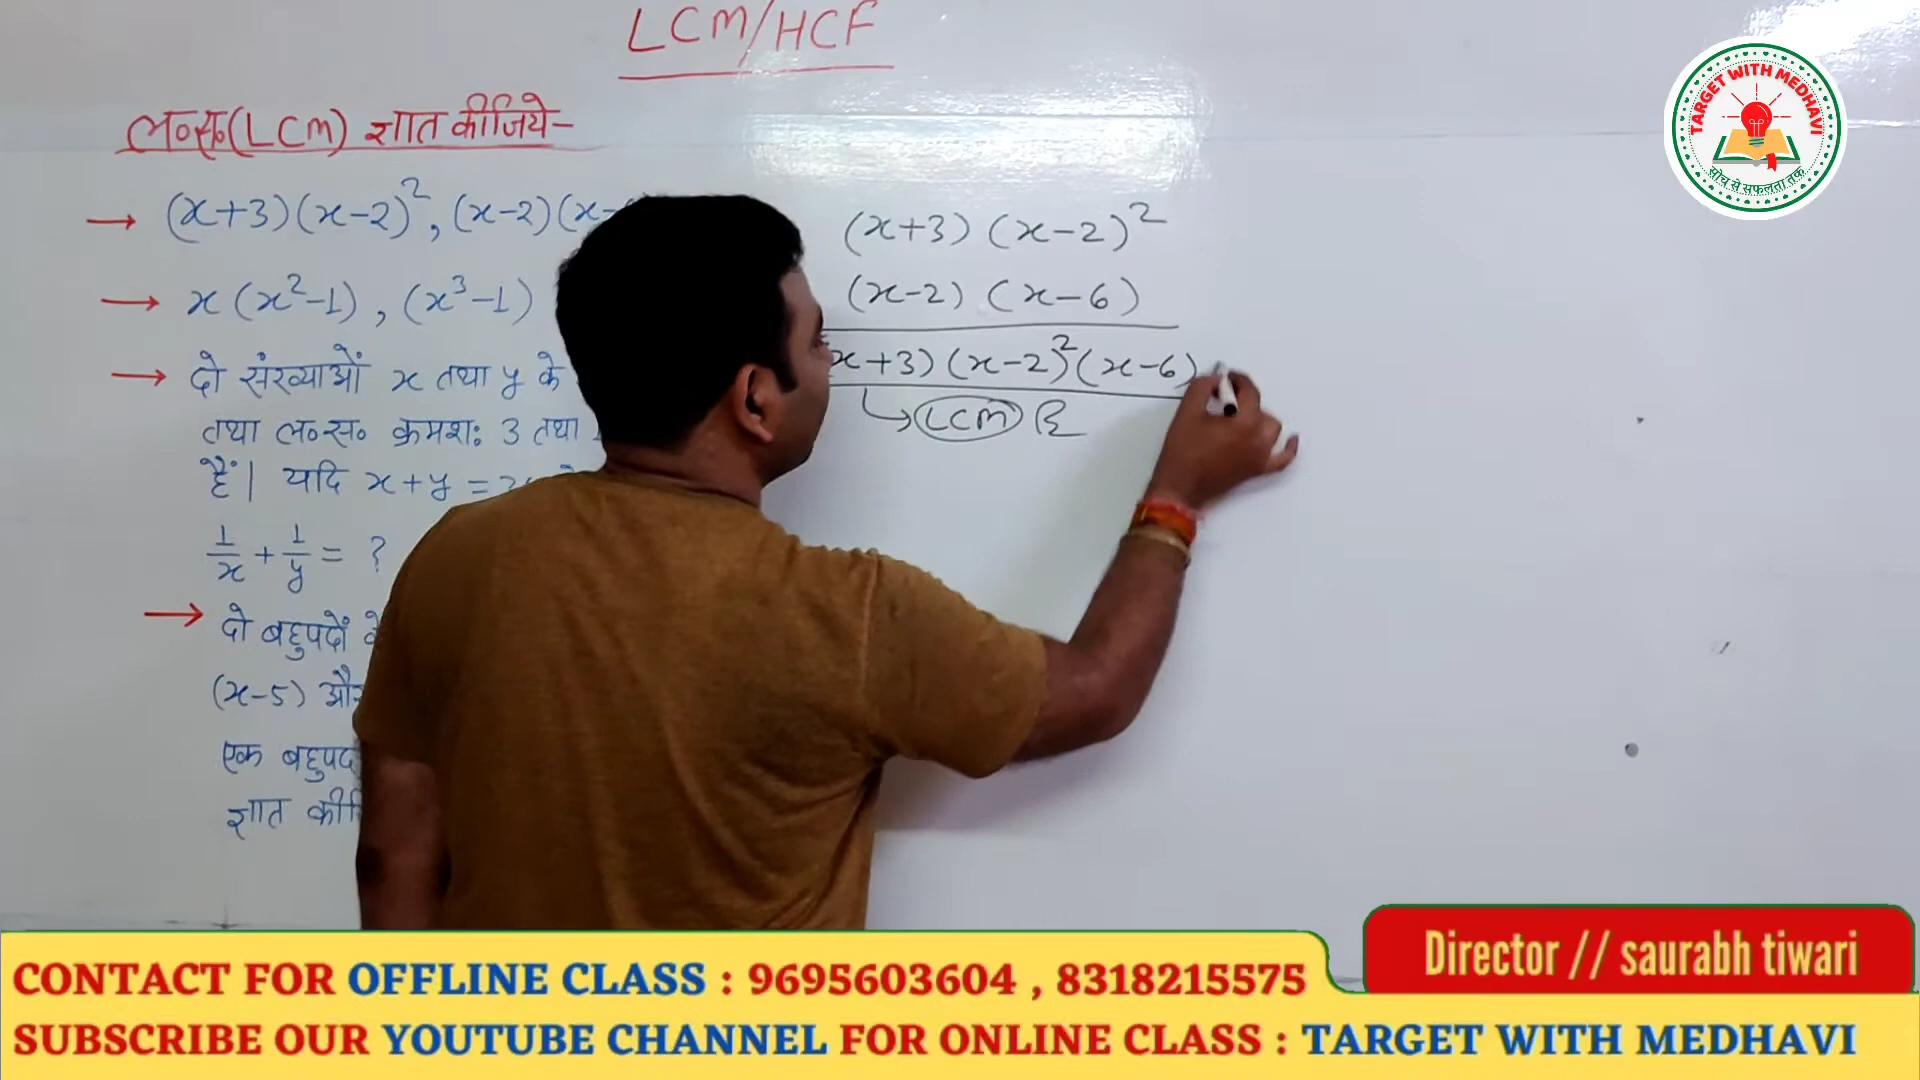 LCM/HCF
ल०स०(LCM) ज्ञात कीजिये-
→ (x+3)(x-2)², (x-2)(x-
→ x(x²-1), (x³-1)
→ दो संख्याओं x तथा y के
तथा ल०स० क्रमशः 3 तथा
हैं| यदि x+y =
1/x + 1/y = ?
→ दो बहुपदों
(x-5) और
एक बहुपद
ज्ञात
(x+3) (x-2)²
(x-2) (x-6)
x+3) (x-2)² (x-6)
↳ LCM है
TARGET WITH MEDHAVI
सोच से सफलता तक
Director // saurabh tiwari
CONTACT FOR OFFLINE CLASS : 9695603604 , 8318215575
SUBSCRIBE OUR YOUTUBE CHANNEL FOR ONLINE CLASS : TARGET WITH MEDHAVI